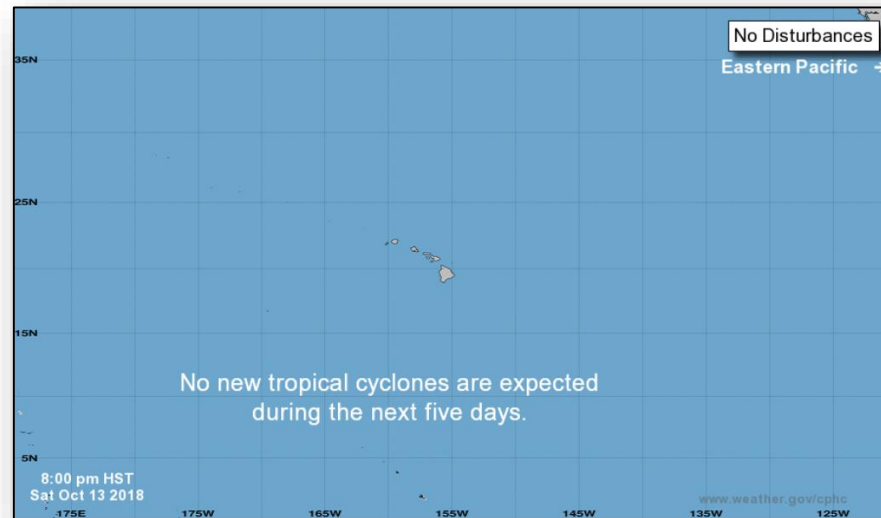 No Disturbances
Eastern Pacific →
35N
25N
15N
No new tropical cyclones are expected
during the next five days.
5N
8:00 pm HST
Sat Oct 13 2018
www.weather.gov/cphc
175E 175W 165W 155W 145W 135W 125W